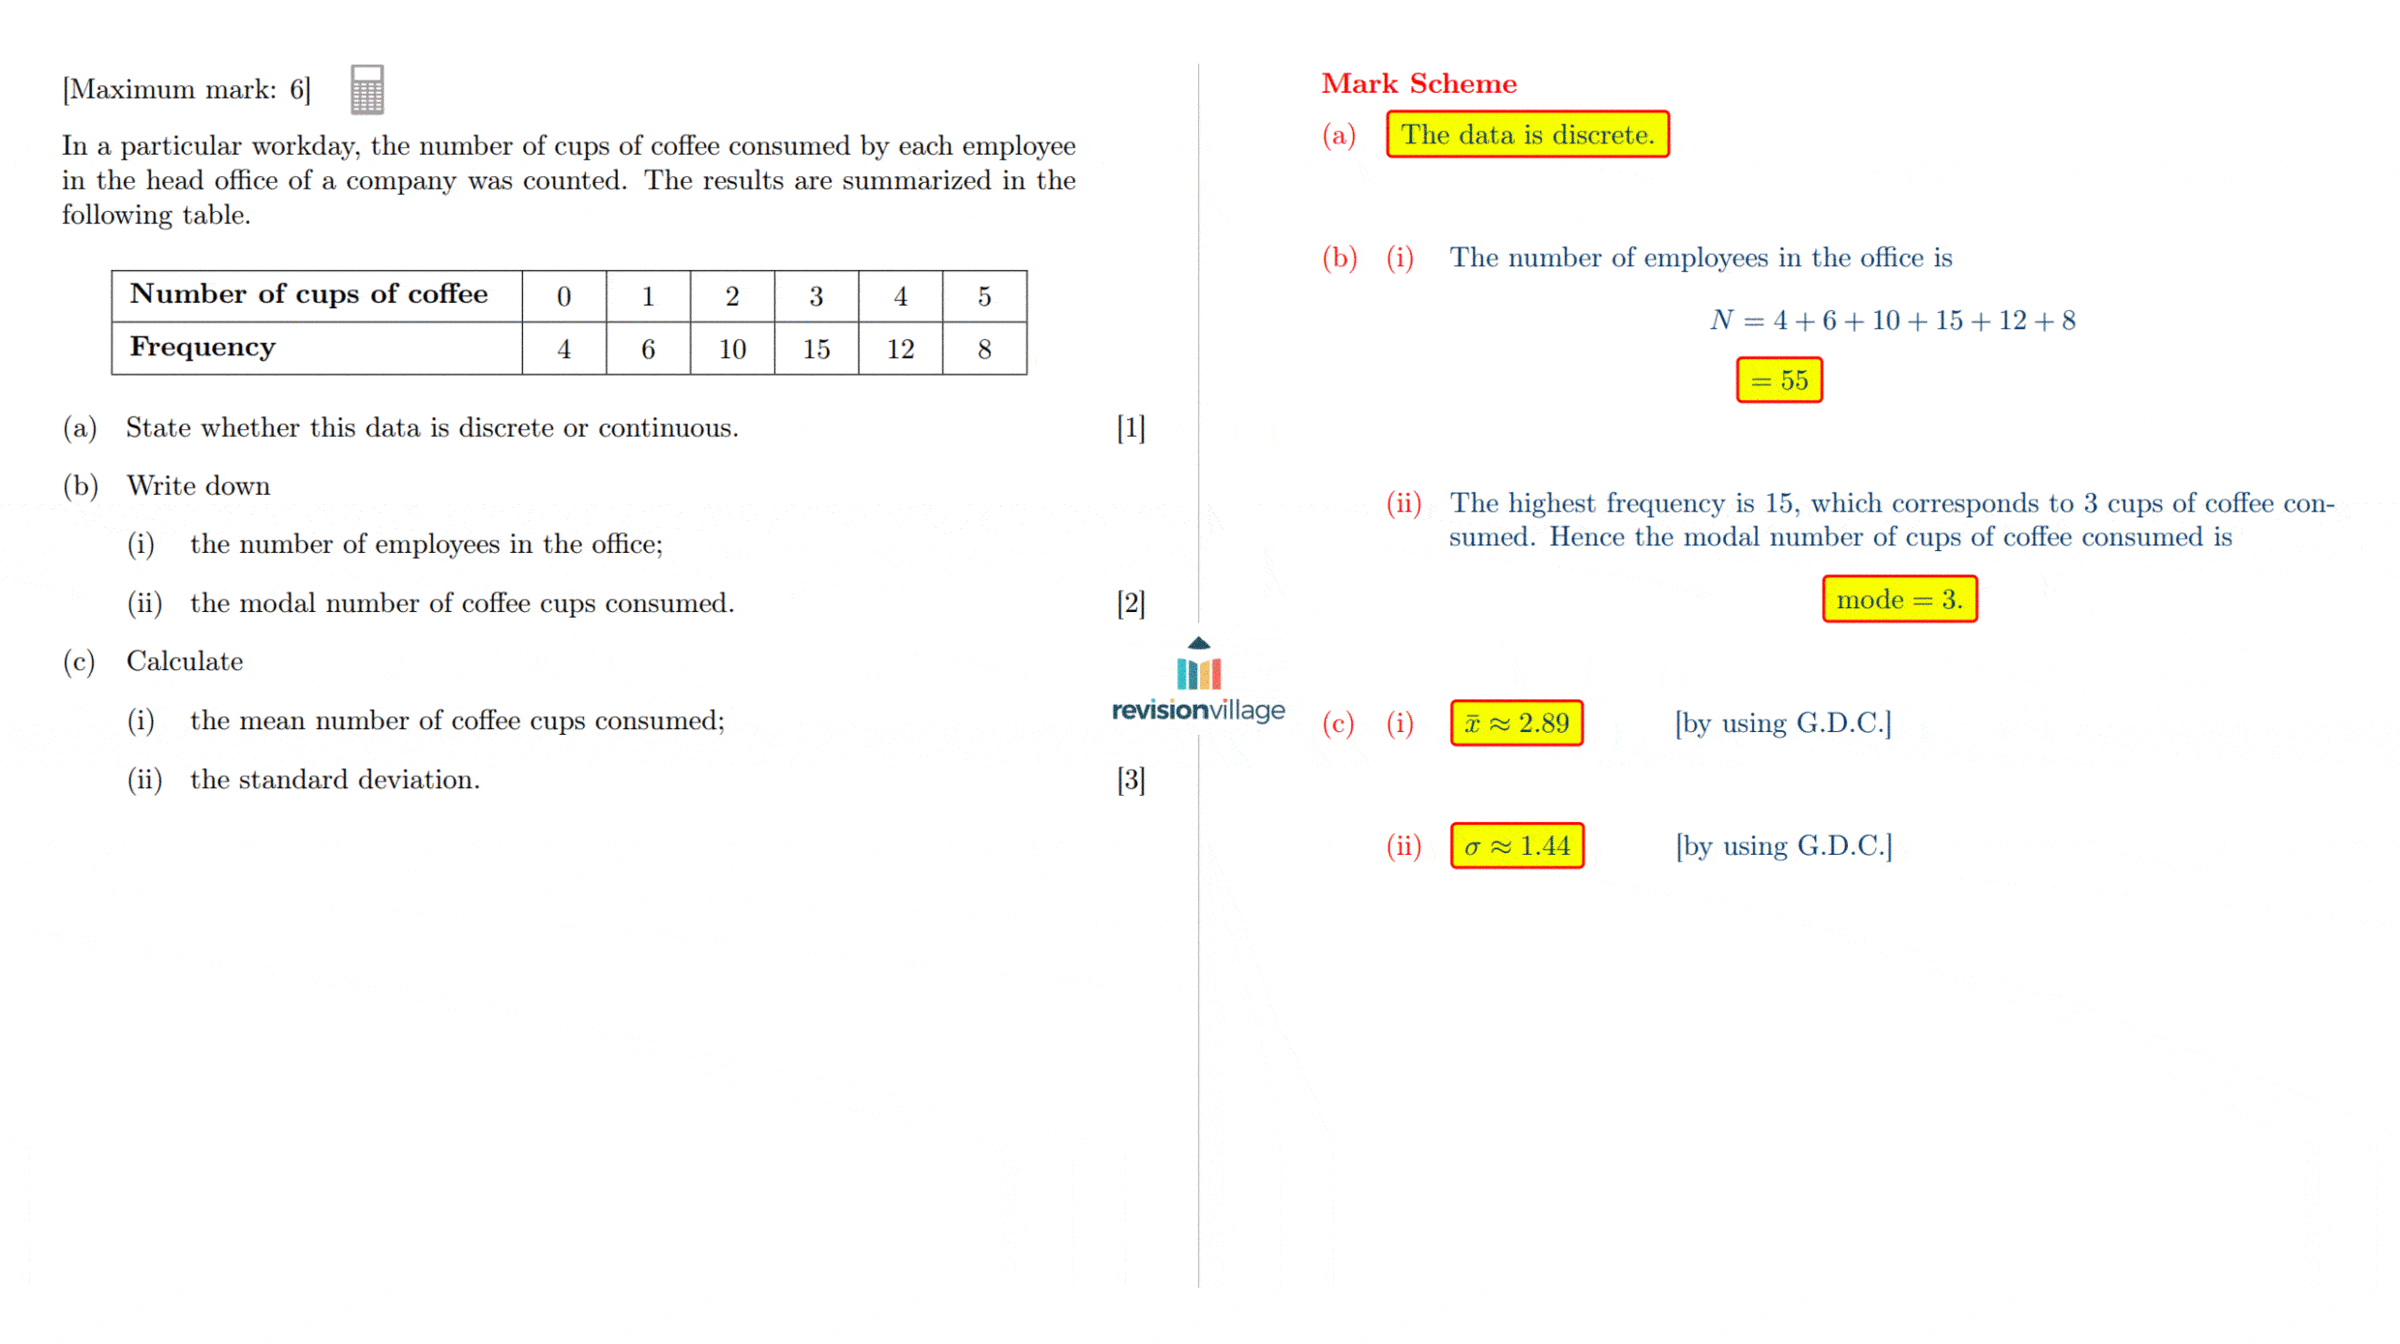 [Maximum mark: 6]
In a particular workday, the number of cups of coffee consumed by each employee
in the head office of a company was counted. The results are summarized in the
following table.
Number of cups of coffee 0 1 2 3 4 5
Frequency 4 6 10 15 12 8
(a) State whether this data is discrete or continuous. [1]
(b) Write down
(i) the number of employees in the office;
(ii) the modal number of coffee cups consumed. [2]
(c) Calculate
(i) the mean number of coffee cups consumed;
(ii) the standard deviation. [3]
revisionvillage
Mark Scheme
(a) The data is discrete.
(b) (i) The number of employees in the office is
N = 4 + 6 + 10 + 15 + 12 + 8
= 55
(ii) The highest frequency is 15, which corresponds to 3 cups of coffee con-
sumed. Hence the modal number of cups of coffee consumed is
mode = 3.
(c) (i) x̄ ≈ 2.89 [by using G.D.C.]
(ii) σ ≈ 1.44 [by using G.D.C.]